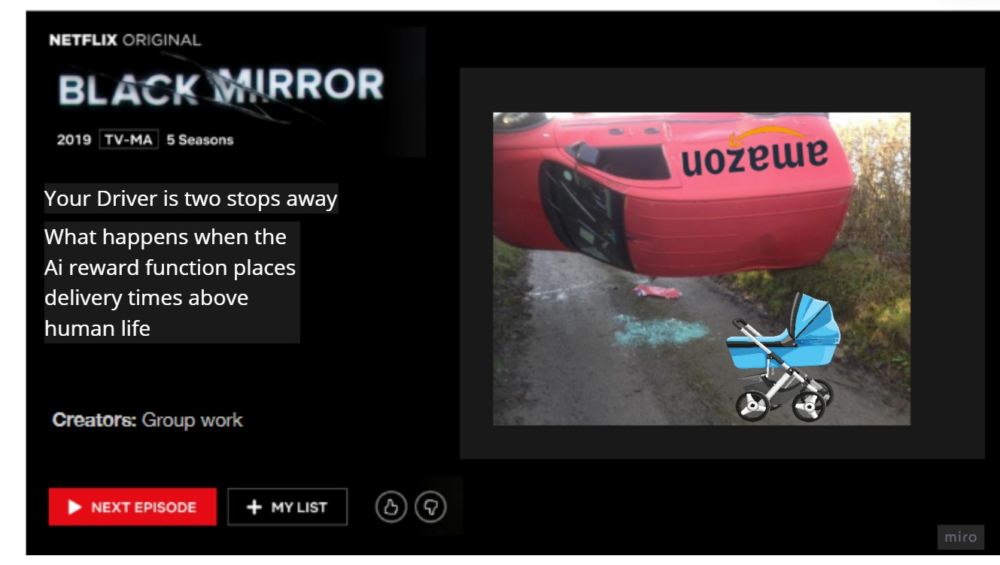 NETFLIX ORIGINAL
BLACK MIRROR
2019 TV-MA 5 Seasons
Your Driver is two stops away
What happens when the
Ai reward function places
delivery times above
human life
Creators: Group work
NEXT EPISODE
MY LIST
amazon
miro